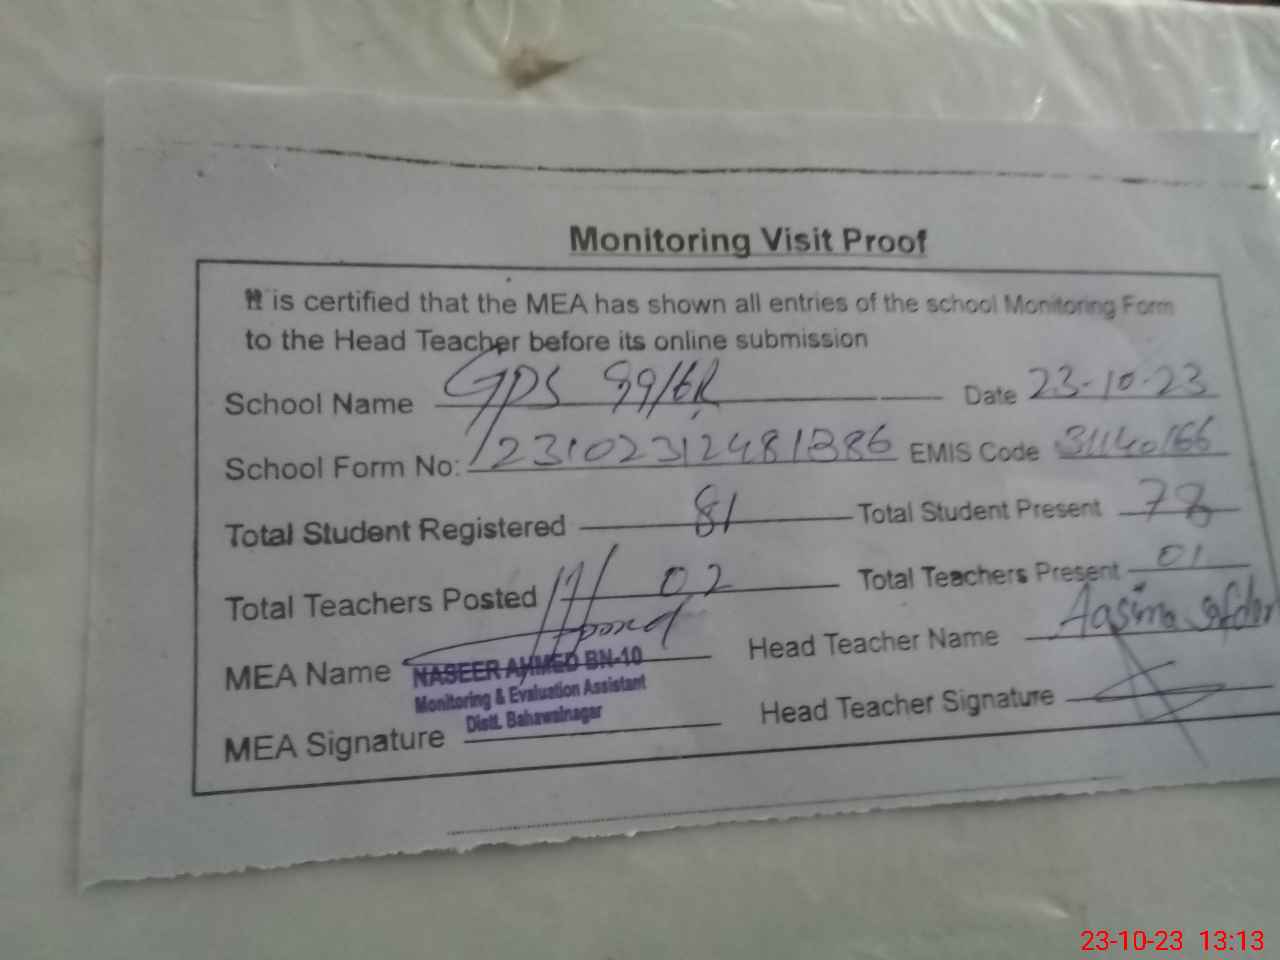 Monitoring Visit Proof
It is certified that the MEA has shown all entries of the school Monitoring Form
to the Head Teacher before its online submission
School Name GPS 99/6R Date 23-10-23
School Form No: 23102312481386 EMIS Code 31140166
Total Student Registered 81 Total Student Present 78
Total Teachers Posted 02 Total Teachers Present 01
MEA Name NASEER AHMED BN-10 Head Teacher Name Aasima Safdar
Monitoring & Evaluation Assistant
Distt. Bahawalnagar
MEA Signature Head Teacher Signature
23-10-23 13:13